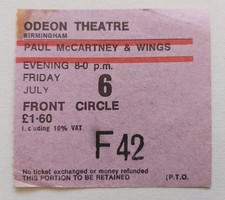 ODEON THEATRE
BIRMINGHAM
PAUL McCARTNEY & WINGS
EVENING 8-0 p.m.
FRIDAY 6
JULY
FRONT CIRCLE
£1·60
Including 10% VAT
F 42
No ticket exchanged or money refunded
THIS PORTION TO BE RETAINED (P.T.O.